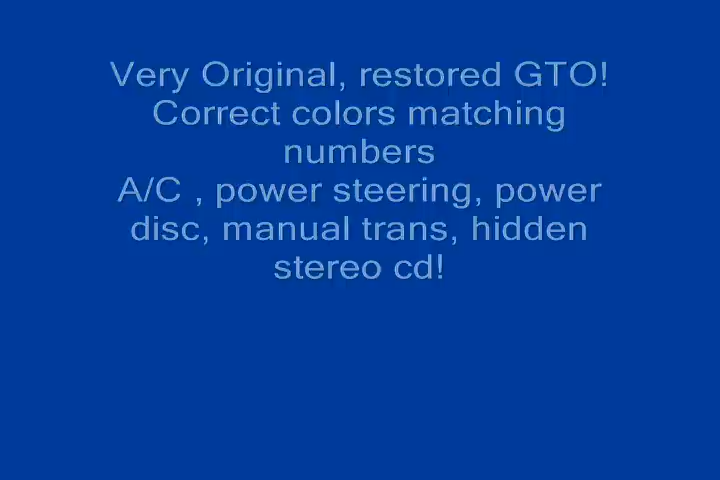 Very Original, restored GTO!
Correct colors matching
numbers
A/C , power steering, power
disc, manual trans, hidden
stereo cd!